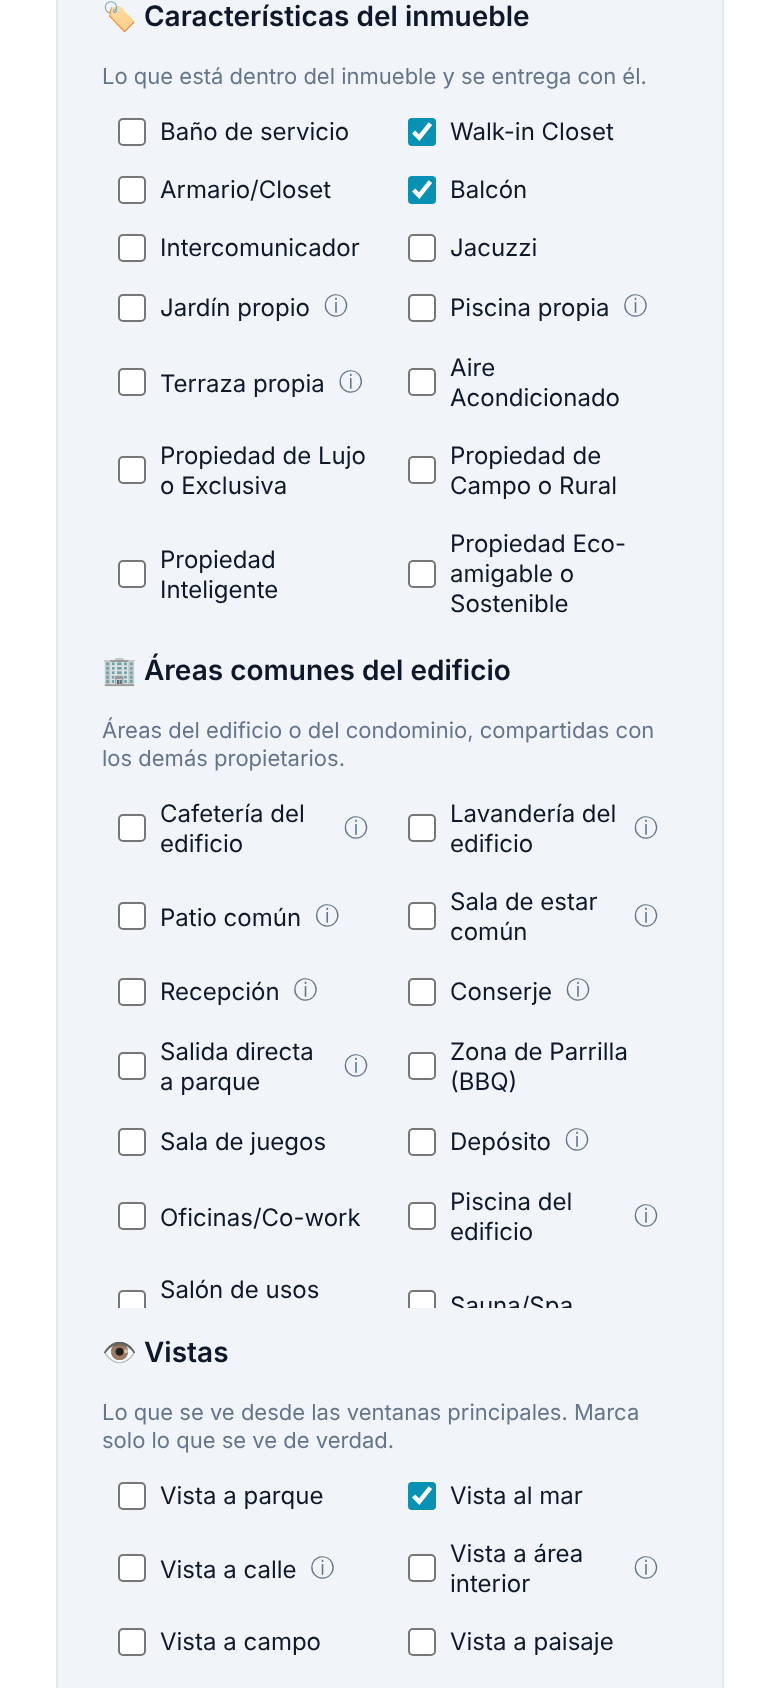 Características del inmueble
Lo que está dentro del inmueble y se entrega con él.
Baño de servicio
Walk-in Closet
Armario/Closet
Balcón
Intercomunicador
Jacuzzi
Jardín propio ⓘ
Piscina propia ⓘ
Terraza propia ⓘ
Aire
Acondicionado
Propiedad de Lujo
o Exclusiva
Propiedad de
Campo o Rural
Propiedad
Inteligente
Propiedad Eco-
amigable o
Sostenible
Áreas comunes del edificio
Áreas del edificio o del condominio, compartidas con
los demás propietarios.
Cafetería del
edificio ⓘ
Lavandería del
edificio ⓘ
Patio común ⓘ
Sala de estar
común ⓘ
Recepción ⓘ
Conserje ⓘ
Salida directa
a parque ⓘ
Zona de Parrilla
(BBQ)
Sala de juegos
Depósito ⓘ
Oficinas/Co-work
Piscina del
edificio ⓘ
Salón de usos
Sauna/Spa
Vistas
Lo que se ve desde las ventanas principales. Marca
solo lo que se ve de verdad.
Vista a parque
Vista al mar
Vista a calle ⓘ
Vista a área
interior ⓘ
Vista a campo
Vista a paisaje